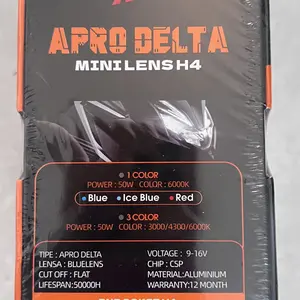 APRO DELTA
MINI LENS H4
1 COLOR
POWER : 50W COLOR : 6000K
Blue Ice Blue Red
3 COLOR
POWER : 50W COLOR : 3000/4300/6000K
TIPE : APRO DELTA
LENSA : BLUELENS
CUT OFF : FLAT
LIFESPAN:50000H
VOLTAGE : 9-16V
CHIP : CSP
MATERIAL:ALUMINIUM
WARRANTY:12 MONTH